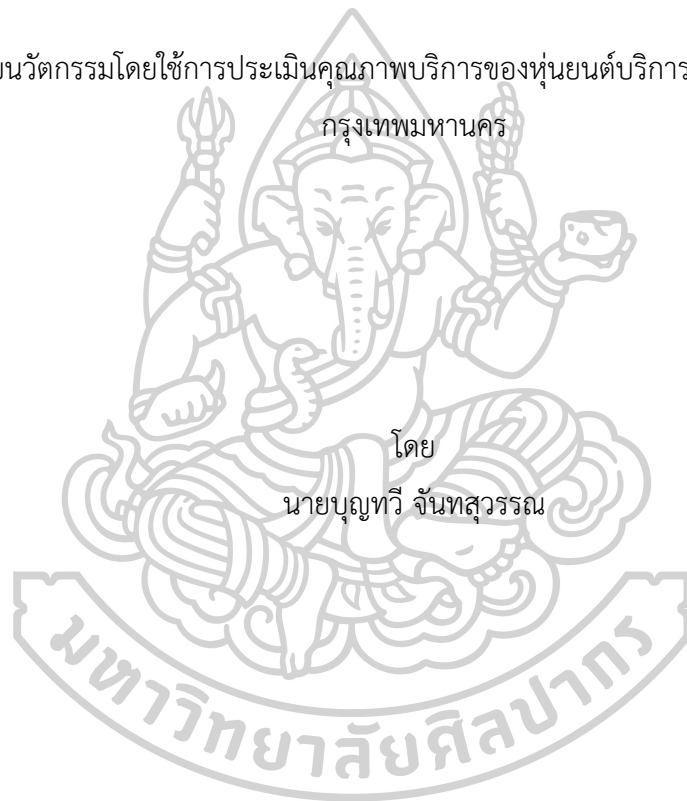 นวัตกรรมโดยใช้การประเมินคุณภาพบริการของหุ่นยนต์บริการ
กรุงเทพมหานคร
โดย
นายบุญทวี จันทสุวรรณ
มหาวิทยาลัยศิลปากร